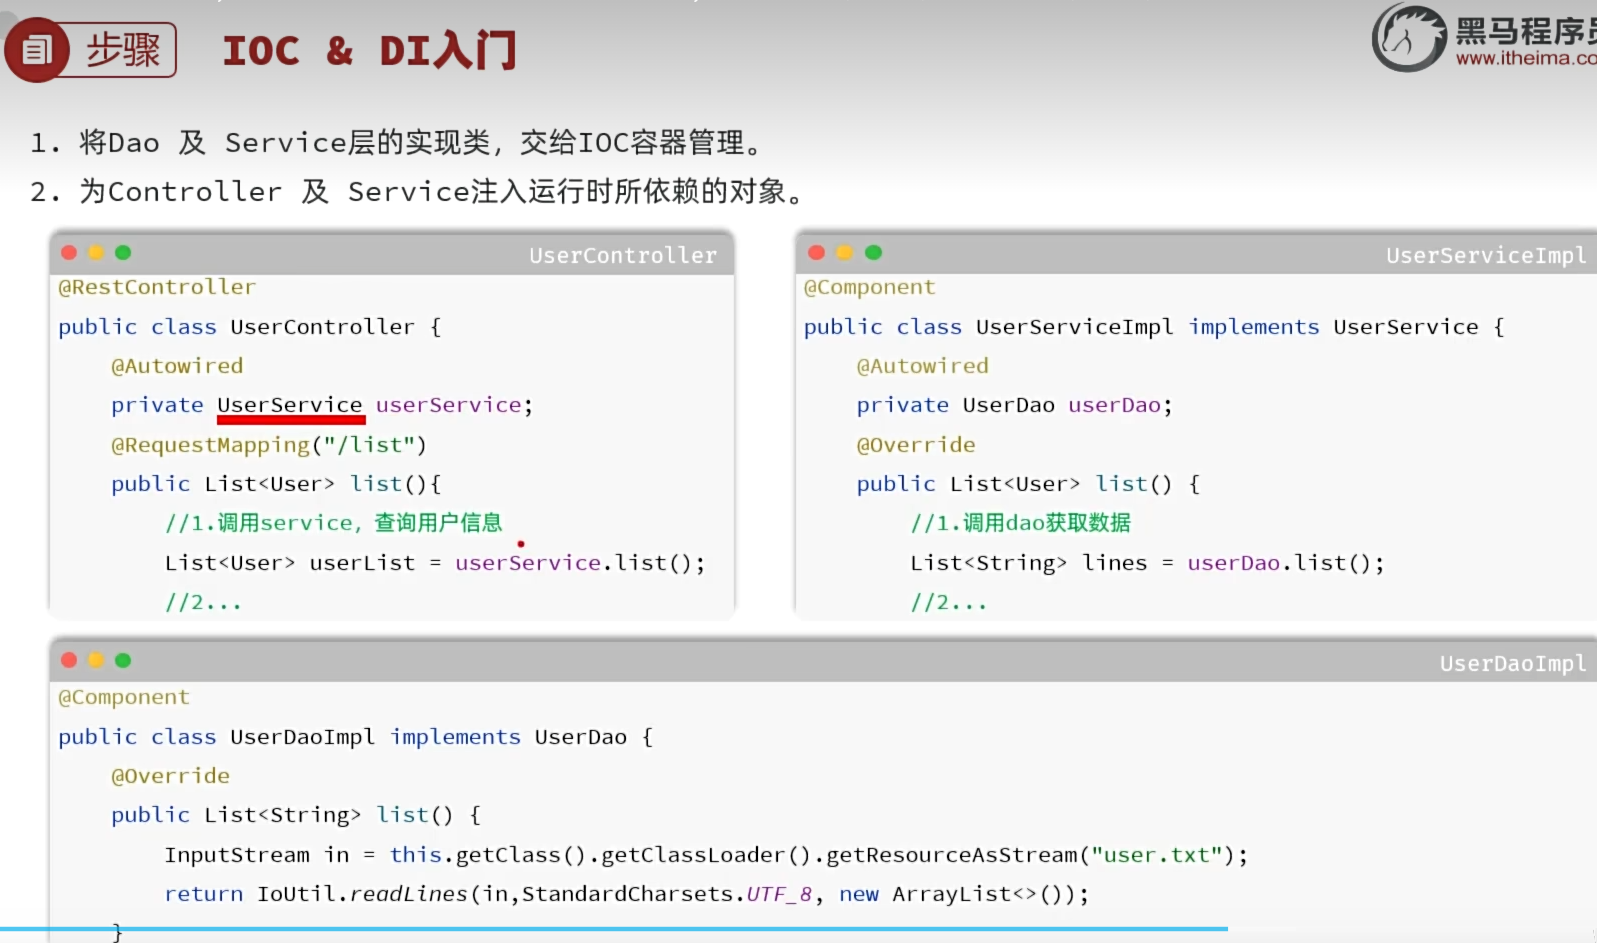 步骤 IOC & DI入门
黑马程序员
www.itheima.co
1. 将Dao 及 Service层的实现类，交给IOC容器管理。
2. 为Controller 及 Service注入运行时所依赖的对象。
UserController
@RestController
public class UserController {
@Autowired
private UserService userService;
@RequestMapping("/list")
public List<User> list(){
//1.调用service，查询用户信息
List<User> userList = userService.list();
//2...
UserServiceImpl
@Component
public class UserServiceImpl implements UserService {
@Autowired
private UserDao userDao;
@Override
public List<User> list() {
//1.调用dao获取数据
List<String> lines = userDao.list();
//2...
UserDaoImpl
@Component
public class UserDaoImpl implements UserDao {
@Override
public List<String> list() {
InputStream in = this.getClass().getClassLoader().getResourceAsStream("user.txt");
return IoUtil.readLines(in,StandardCharsets.UTF_8, new ArrayList<>());
}